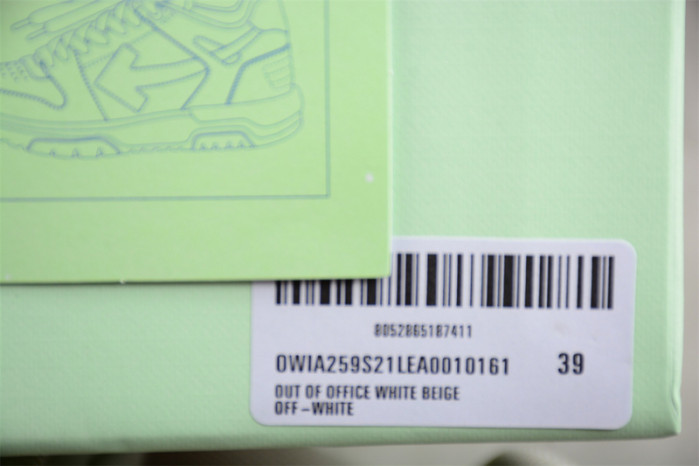 8052865187411
OWIA259S21LEA0010161 39
OUT OF OFFICE WHITE BEIGE
OFF-WHITE